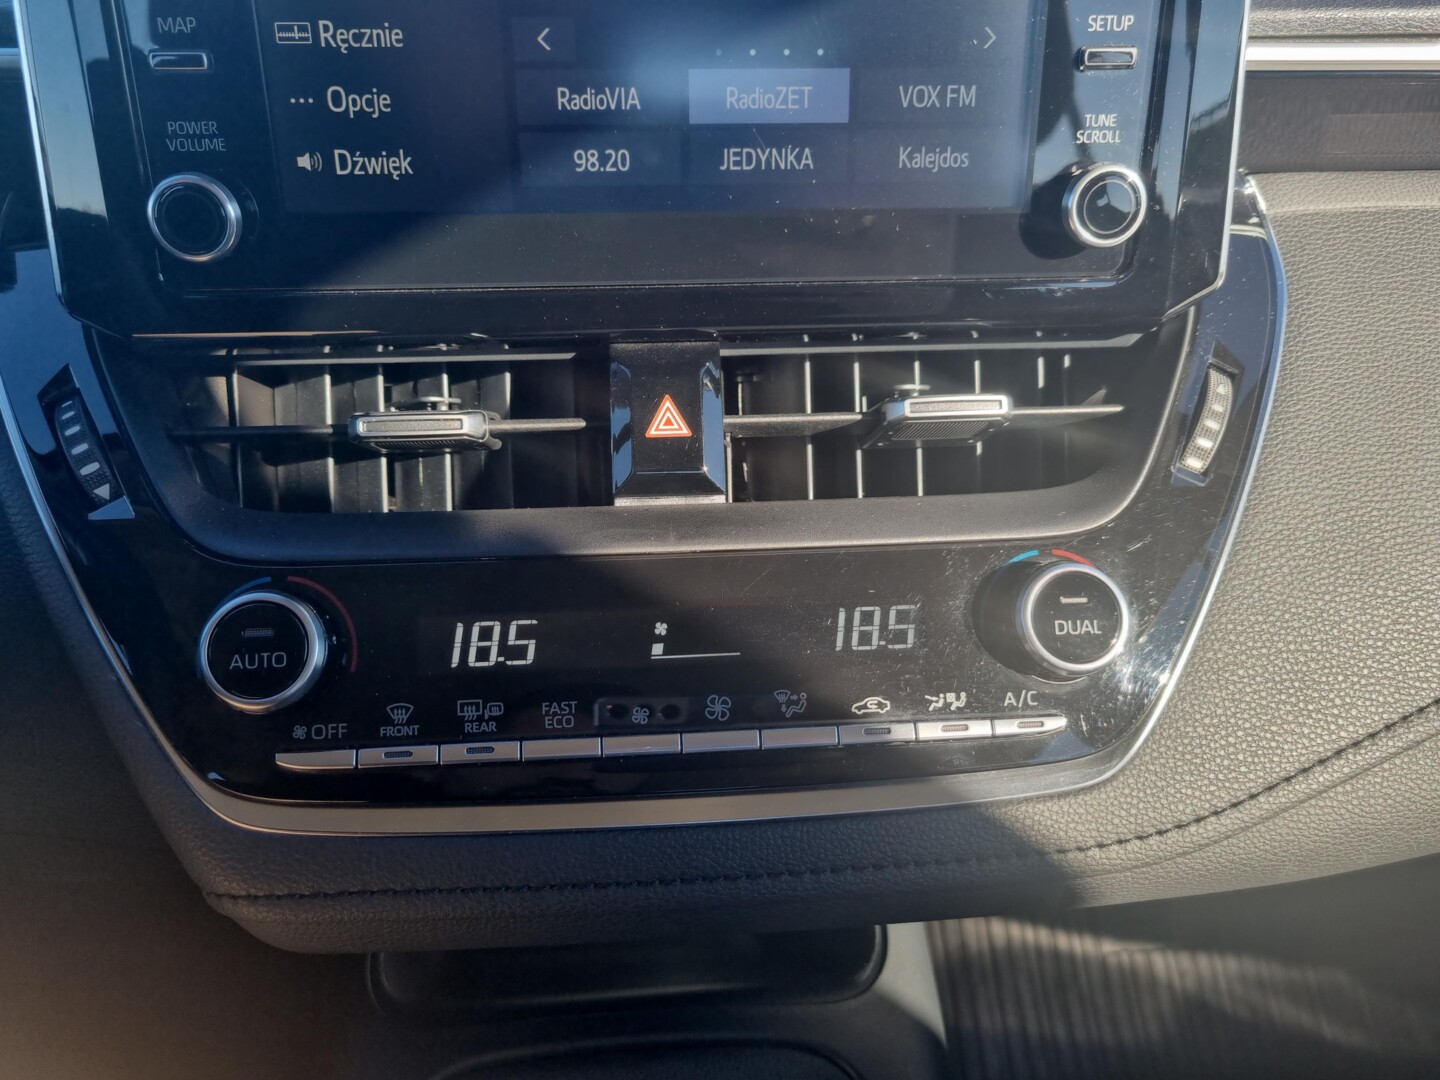 MAP
Ręcznie
SETUP
Opcje
RadioVIA
RadioZET
VOX FM
POWER
VOLUME
TUNE
SCROLL
Dźwięk
98.20
JEDYNKA
Kalejdos
AUTO
18.5
18.5
DUAL
OFF
FRONT
REAR
FAST
ECO
A/C